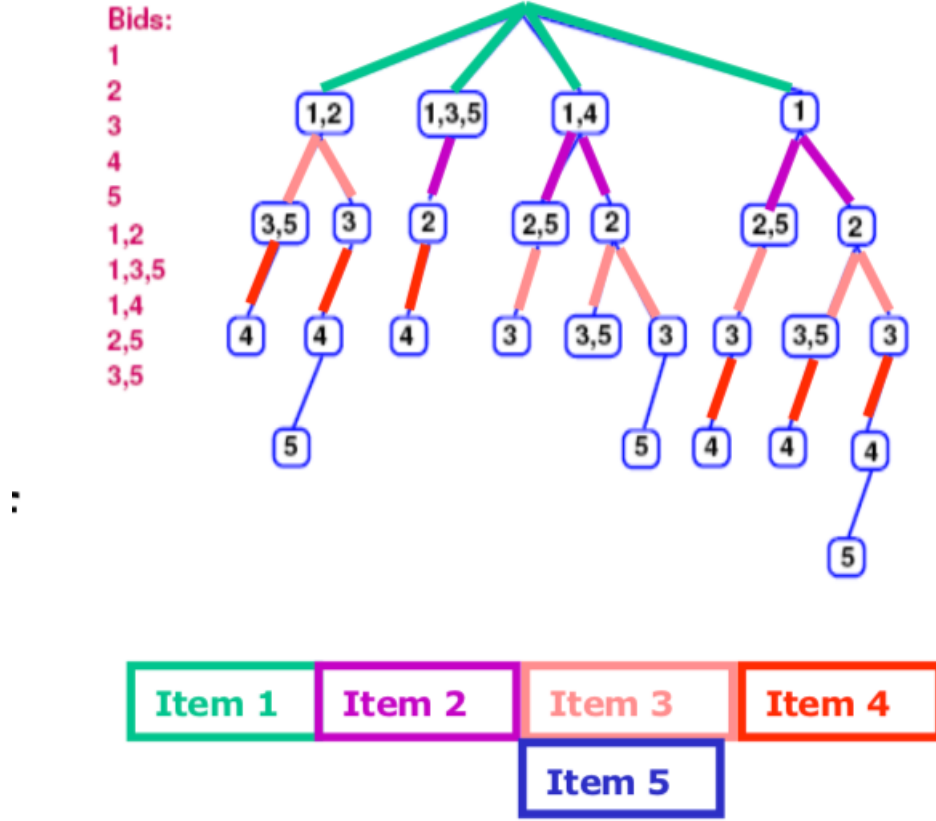 Bids:
1
2
3
4
5
1,2
1,3,5
1,4
2,5
3,5
1,2 1,3,5 1,4 1
3,5 3 2 2,5 2 2,5 2
4 4 4 3 3,5 3 3 3,5 3
5 5 4 4 4
5
Item 1 Item 2 Item 3 Item 4
Item 5